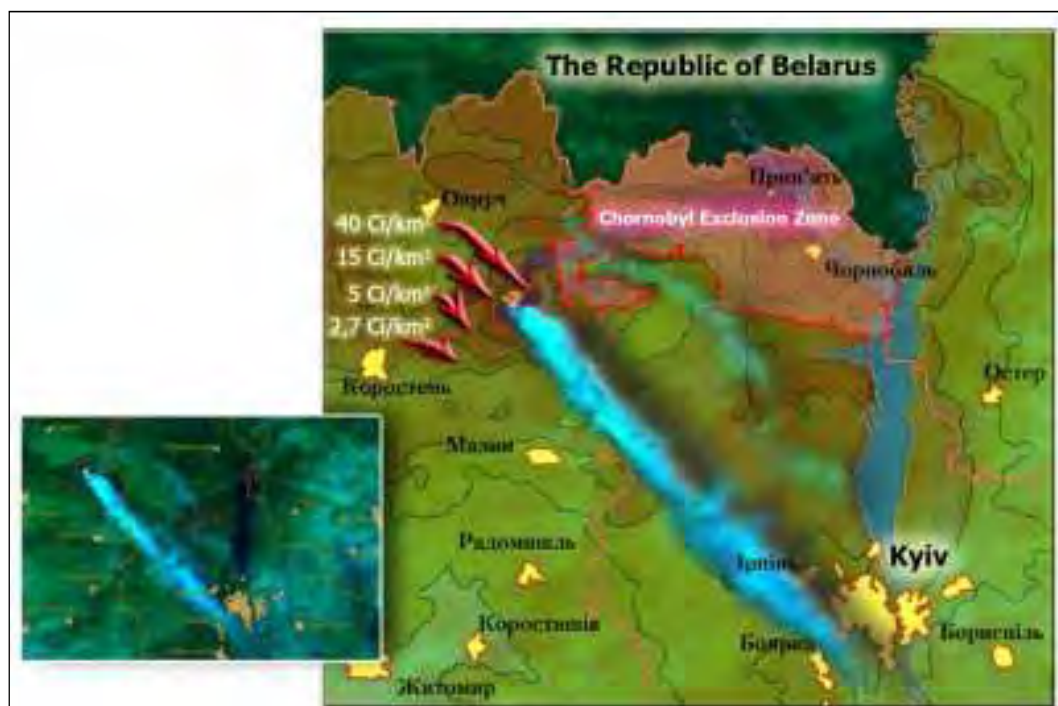 The Republic of Belarus
Прип'ять
Овруч
Chornobyl Exclusion Zone
40 Ci/km²
15 Ci/km²
Чорнобиль
5 Ci/km²
2,7 Ci/km²
Остер
Коростень
Малин
Радомишль
Ірпінь
Kyiv
Коростишів
Боярка
Бориспіль
Житомир